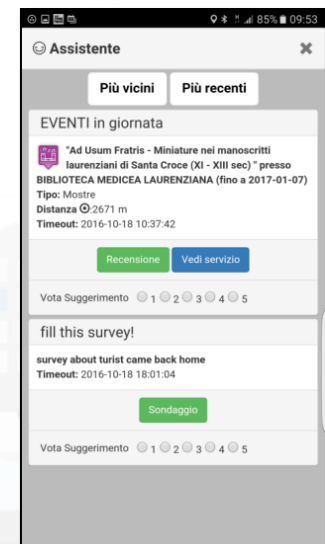 85% 09:53
Assistente
Più vicini Più recenti
EVENTI in giornata
"Ad Usum Fratris - Miniature nei manoscritti
laurenziani di Santa Croce (XI - XIII sec) " presso
BIBLIOTECA MEDICEA LAURENZIANA (fino a 2017-01-07)
Tipo: Mostre
Distanza :2671 m
Timeout: 2016-10-18 10:37:42
Recensione Vedi servizio
Vota Suggerimento 1 2 3 4 5
fill this survey!
survey about turist came back home
Timeout: 2016-10-18 18:01:04
Sondaggio
Vota Suggerimento 1 2 3 4 5